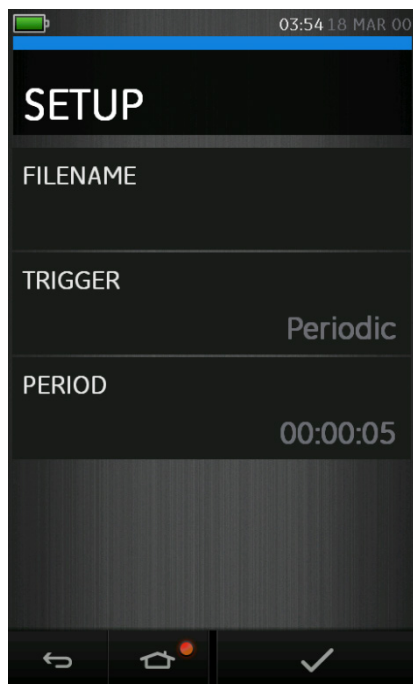 03:54 18 MAR 00
SETUP
FILENAME
TRIGGER
Periodic
PERIOD
00:00:05